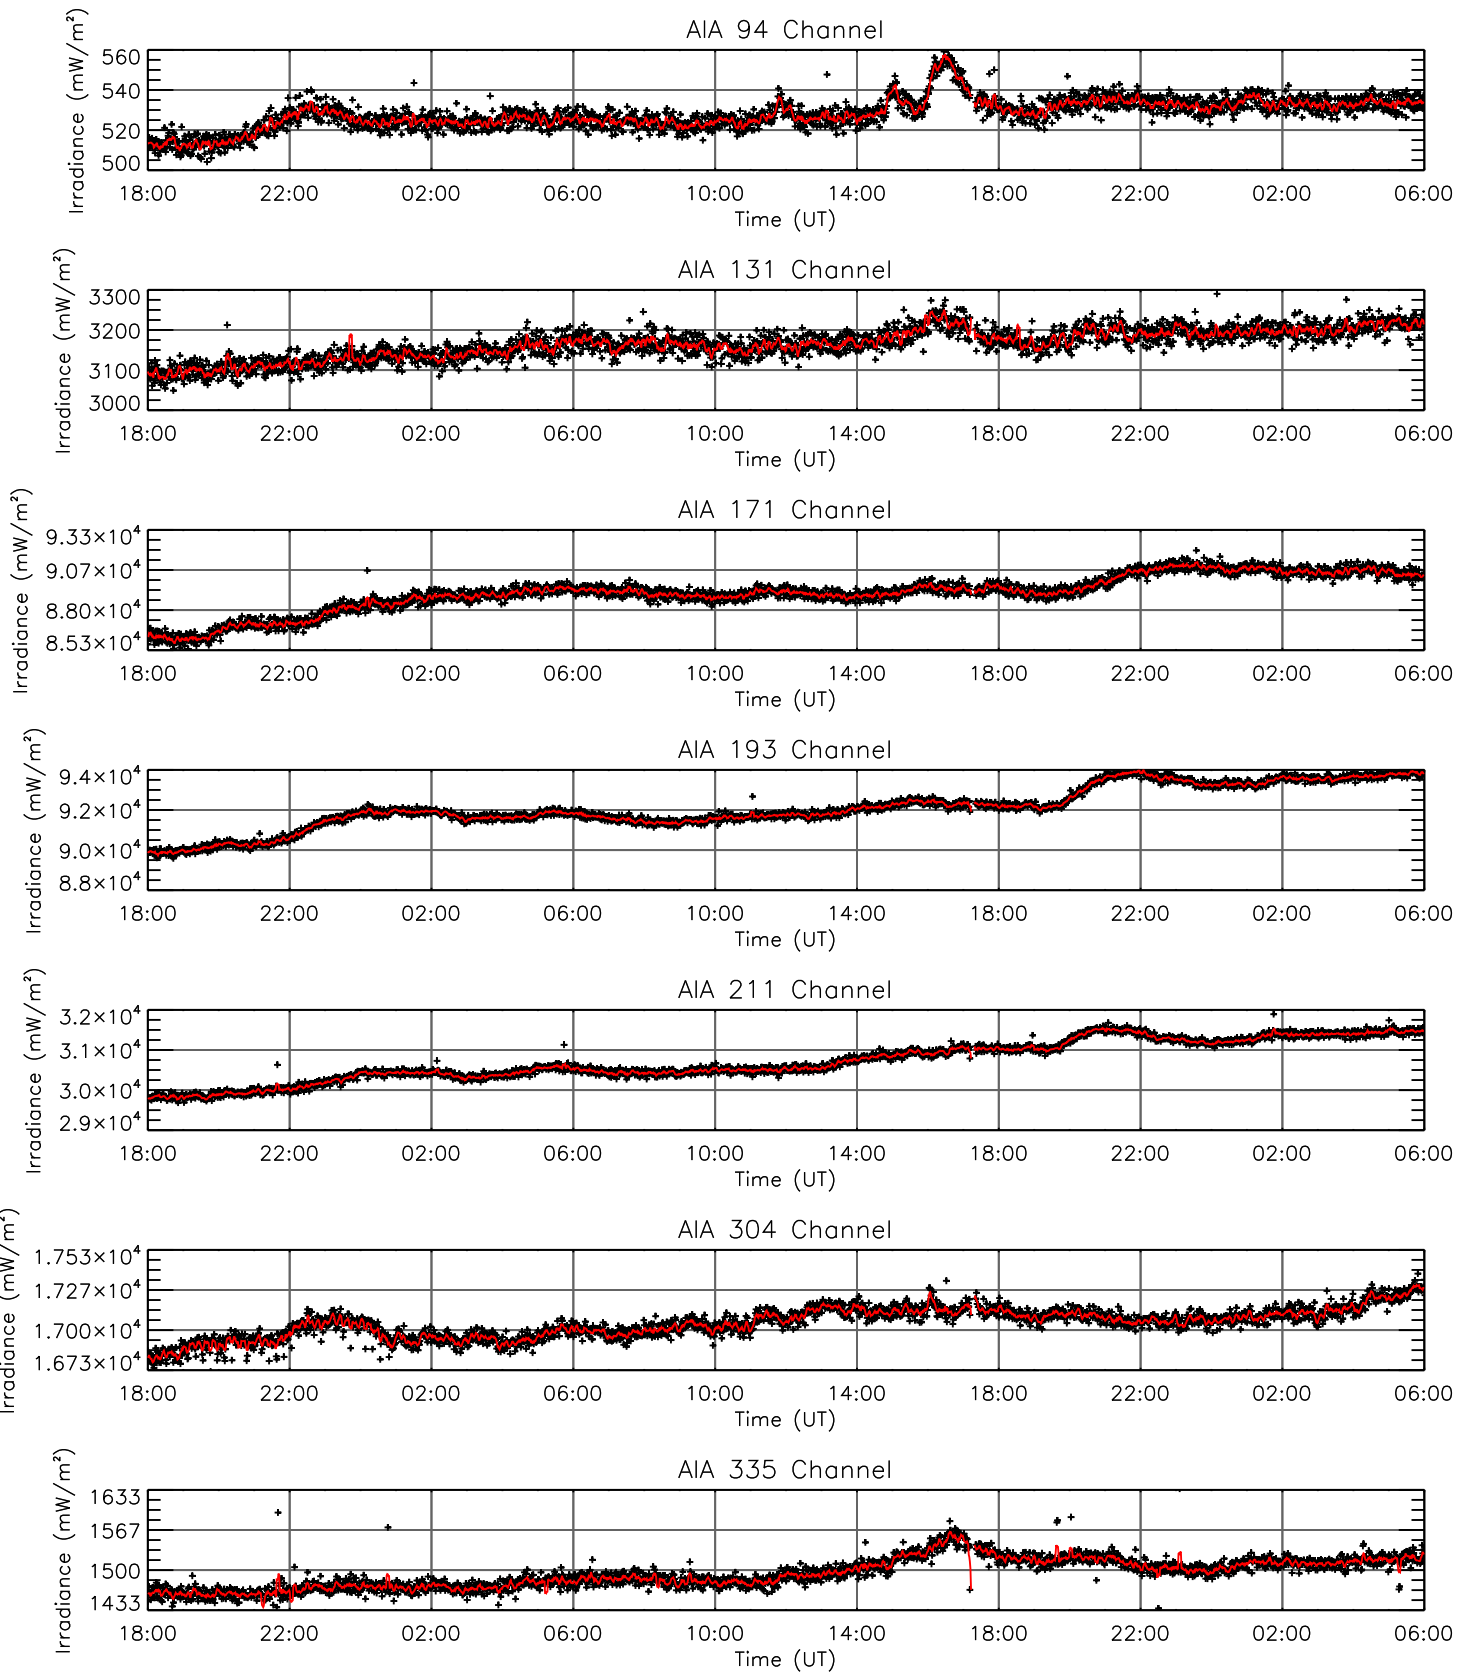 AIA 94 Channel
Irradiance (mW/m²)
560
540
520
500
18:00 22:00 02:00 06:00 10:00 14:00 18:00 22:00 02:00 06:00
Time (UT)
AIA 131 Channel
Irradiance (mW/m²)
3300
3200
3100
3000
18:00 22:00 02:00 06:00 10:00 14:00 18:00 22:00 02:00 06:00
Time (UT)
AIA 171 Channel
Irradiance (mW/m²)
9.33×10⁴
9.07×10⁴
8.80×10⁴
8.53×10⁴
18:00 22:00 02:00 06:00 10:00 14:00 18:00 22:00 02:00 06:00
Time (UT)
AIA 193 Channel
Irradiance (mW/m²)
9.4×10⁴
9.2×10⁴
9.0×10⁴
8.8×10⁴
18:00 22:00 02:00 06:00 10:00 14:00 18:00 22:00 02:00 06:00
Time (UT)
AIA 211 Channel
Irradiance (mW/m²)
3.2×10⁴
3.1×10⁴
3.0×10⁴
2.9×10⁴
18:00 22:00 02:00 06:00 10:00 14:00 18:00 22:00 02:00 06:00
Time (UT)
AIA 304 Channel
Irradiance (mW/m²)
1.753×10⁴
1.727×10⁴
1.700×10⁴
1.673×10⁴
18:00 22:00 02:00 06:00 10:00 14:00 18:00 22:00 02:00 06:00
Time (UT)
AIA 335 Channel
Irradiance (mW/m²)
1633
1567
1500
1433
18:00 22:00 02:00 06:00 10:00 14:00 18:00 22:00 02:00 06:00
Time (UT)